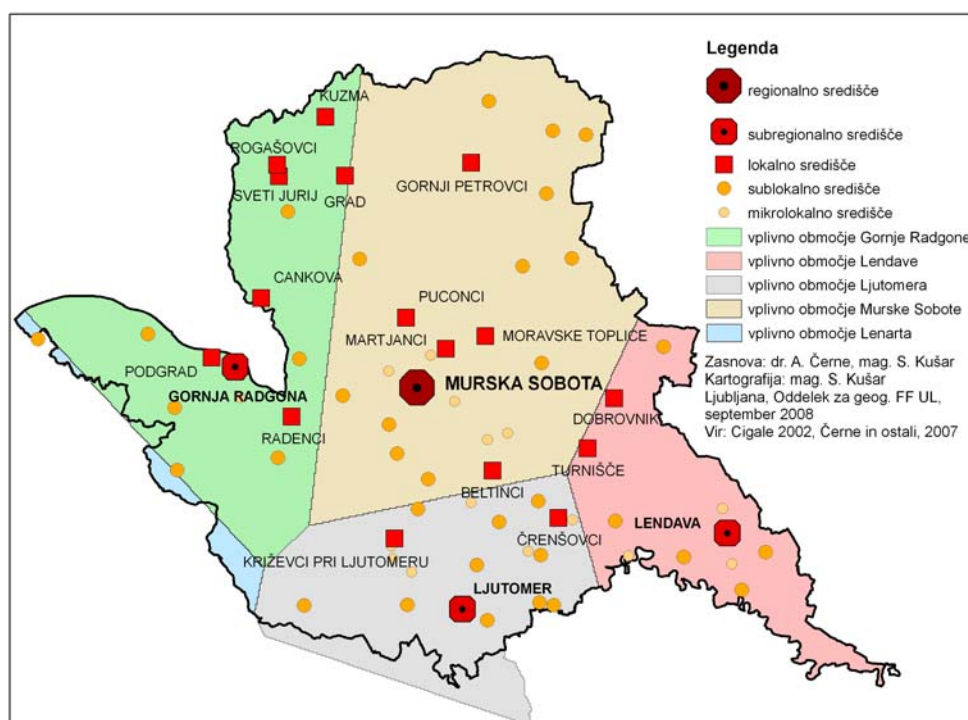 Legenda
regionalno središče
subregionalno središče
lokalno središče
sublokalno središče
mikrolokalno središče
vplivno območje Gornje Radgone
vplivno območje Lendave
vplivno območje Ljutomera
vplivno območje Murske Sobote
vplivno območje Lenarta
Zasnova: dr. A. Černe, mag. S. Kušar
Kartografija: mag. S. Kušar
Ljubljana, Oddelek za geog. FF UL,
september 2008
Vir: Cigale 2002, Černe in ostali, 2007
KUZMA
ROGAŠOVCI
SVETI JURIJ
GRAD
GORNJI PETROVCI
CANKOVA
PUCONCI
MARTJANCI
MORAVSKE TOPLICE
PODGRAD
GORNJA RADGONA
MURSKA SOBOTA
RADENCI
DOBROVNIK
TURNIŠČE
BELTINCI
LENDAVA
ČRENŠOVCI
KRIŽEVCI PRI LJUTOMERU
LJUTOMER